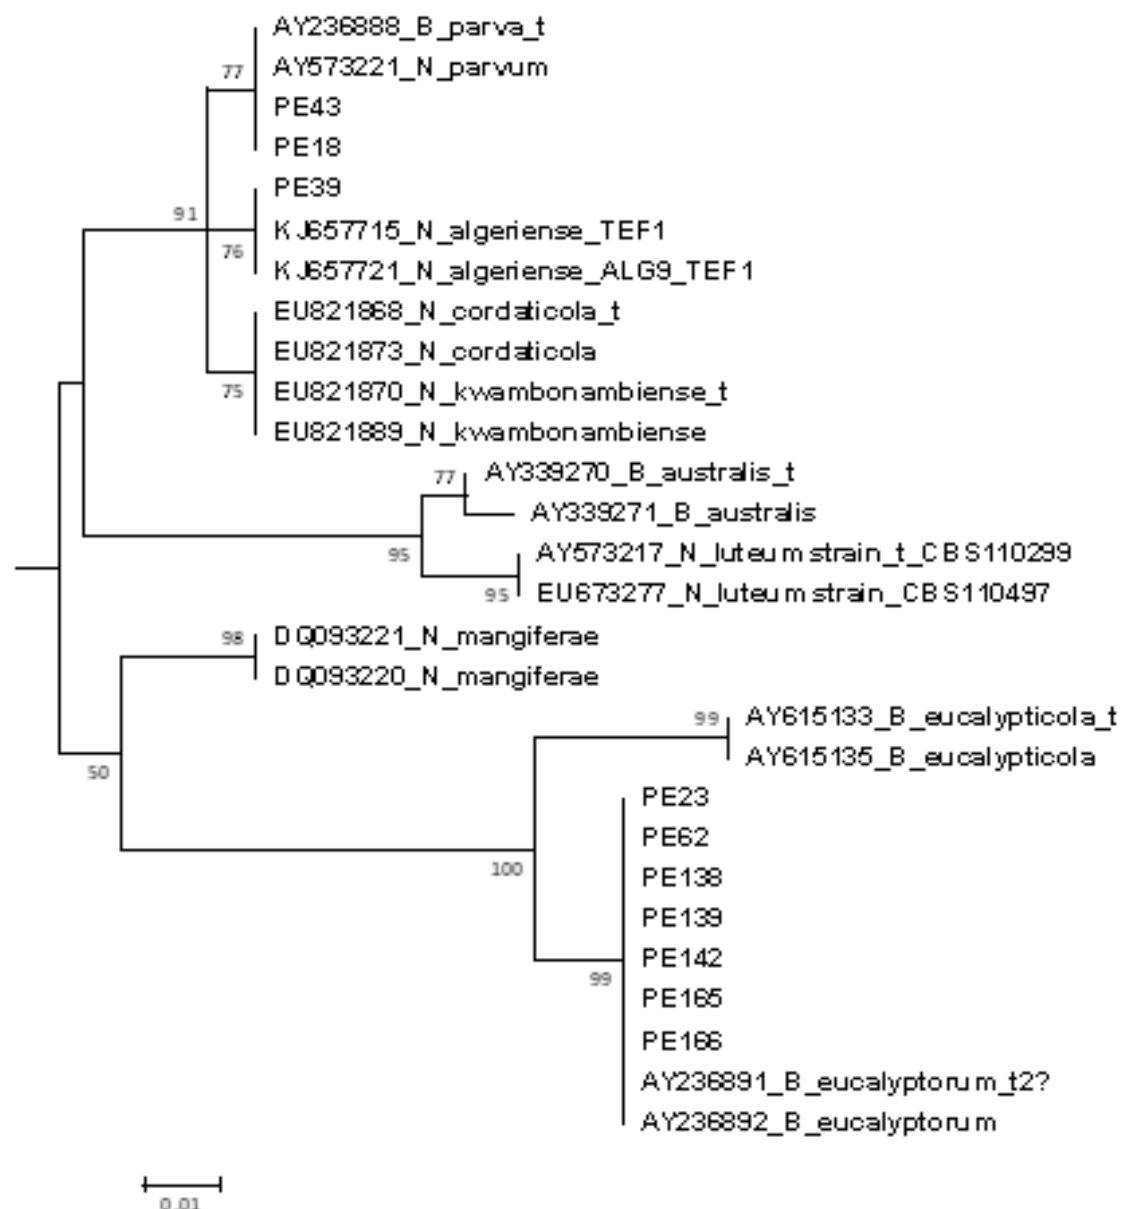 AY236888_B_parva_t
AY573221_N_parvum
77
PE43
PE18
PE39
91
KJ657715_N_algeriense_TEF1
76
KJ657721_N_algeriense_ALG9_TEF1
EU821868_N_cordaticola_t
EU821873_N_cordaticola
75
EU821870_N_kwambonambiense_t
EU821889_N_kwambonambiense
77
AY339270_B_australis_t
AY339271_B_australis
95
AY573217_N_luteum strain_t_CBS110299
95
EU673277_N_luteum strain_CBS110497
98
DQ093221_N_mangiferae
DQ093220_N_mangiferae
99
AY615133_B_eucalypticola_t
AY615135_B_eucalypticola
50
PE23
PE62
100
PE138
PE139
PE142
99
PE165
PE166
AY236891_B_eucalyptorum_t2?
AY236892_B_eucalyptorum
0.01